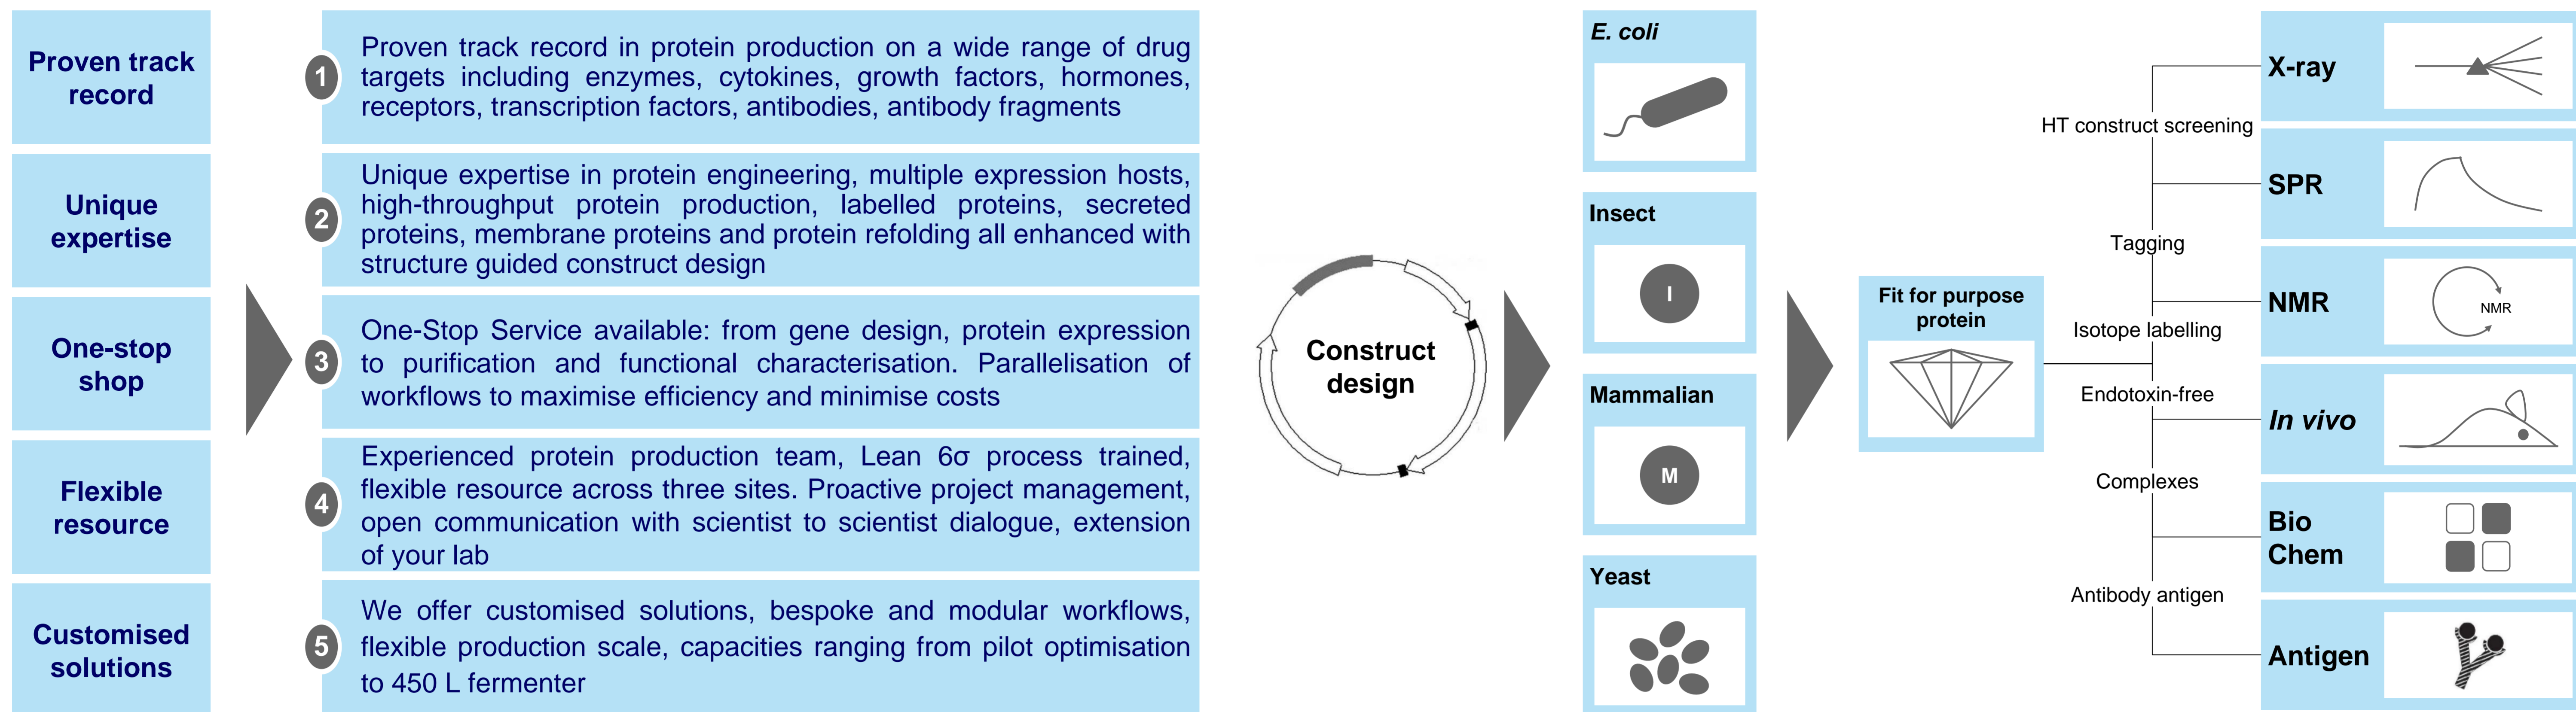 Proven track
record
Unique
expertise
One-stop
shop
Flexible
resource
Customised
solutions
1
Proven track record in protein production on a wide range of drug
targets including enzymes, cytokines, growth factors, hormones,
receptors, transcription factors, antibodies, antibody fragments
2
Unique expertise in protein engineering, multiple expression hosts,
high-throughput protein production, labelled proteins, secreted
proteins, membrane proteins and protein refolding all enhanced with
structure guided construct design
3
One-Stop Service available: from gene design, protein expression
to purification and functional characterisation. Parallelisation of
workflows to maximise efficiency and minimise costs
4
Experienced protein production team, Lean 6σ process trained,
flexible resource across three sites. Proactive project management,
open communication with scientist to scientist dialogue, extension
of your lab
5
We offer customised solutions, bespoke and modular workflows,
flexible production scale, capacities ranging from pilot optimisation
to 450 L fermenter
Construct
design
E. coli
Insect
I
Mammalian
M
Yeast
Fit for purpose
protein
HT construct screening
Tagging
Isotope labelling
Endotoxin-free
Complexes
Antibody antigen
X-ray
SPR
NMR
NMR
In vivo
Bio
Chem
Antigen